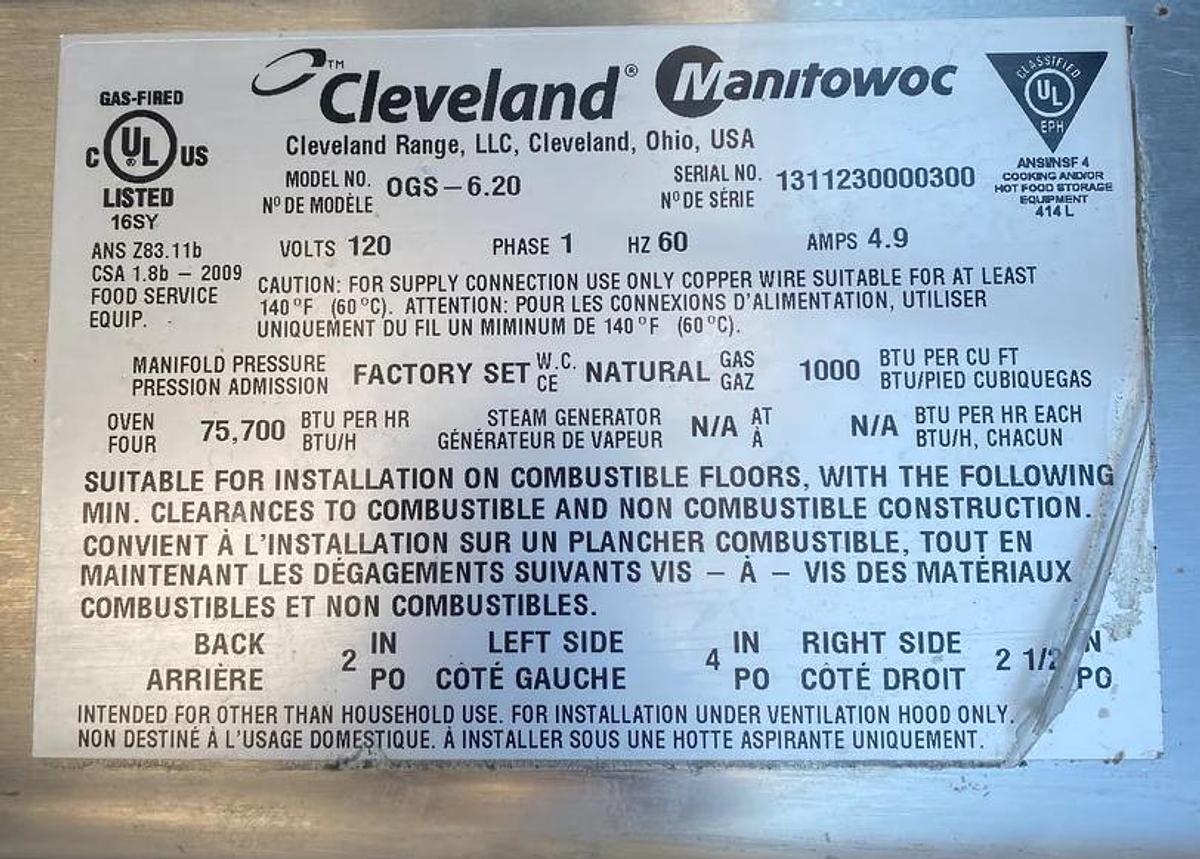 GAS-FIRED
C UL® US
LISTED
16SY
ANS Z83.11b
CSA 1.8b – 2009
FOOD SERVICE
EQUIP.
™Cleveland® Manitowoc
Cleveland Range, LLC, Cleveland, Ohio, USA
CLASSIFIED
UL
EPH
ANSI/NSF 4
COOKING AND/OR
HOT FOOD STORAGE
EQUIPMENT
414 L
MODEL NO. OGS – 6.20 SERIAL NO. 1311230000300
Nº DE MODÈLE Nº DE SÉRIE
VOLTS 120 PHASE 1 HZ 60 AMPS 4.9
CAUTION: FOR SUPPLY CONNECTION USE ONLY COPPER WIRE SUITABLE FOR AT LEAST
140 ºF (60 ºC). ATTENTION: POUR LES CONNEXIONS D'ALIMENTATION, UTILISER
UNIQUEMENT DU FIL UN MIMINUM DE 140 ºF (60 ºC).
MANIFOLD PRESSURE FACTORY SET W.C. NATURAL GAS 1000 BTU PER CU FT
PRESSION ADMISSION CE GAZ BTU/PIED CUBIQUEGAS
OVEN 75,700 BTU PER HR STEAM GENERATOR N/A AT N/A BTU PER HR EACH
FOUR BTU/H GÉNÉRATEUR DE VAPEUR À BTU/H, CHACUN
SUITABLE FOR INSTALLATION ON COMBUSTIBLE FLOORS, WITH THE FOLLOWING
MIN. CLEARANCES TO COMBUSTIBLE AND NON COMBUSTIBLE CONSTRUCTION.
CONVIENT À L'INSTALLATION SUR UN PLANCHER COMBUSTIBLE, TOUT EN
MAINTENANT LES DÉGAGEMENTS SUIVANTS VIS – À – VIS DES MATÉRIAUX
COMBUSTIBLES ET NON COMBUSTIBLES.
BACK 2 IN LEFT SIDE 4 IN RIGHT SIDE 2 1/2 N
ARRIÈRE PO CÔTÉ GAUCHE PO CÔTÉ DROIT PO
INTENDED FOR OTHER THAN HOUSEHOLD USE. FOR INSTALLATION UNDER VENTILATION HOOD ONLY.
NON DESTINÉ À L'USAGE DOMESTIQUE. À INSTALLER SOUS UNE HOTTE ASPIRANTE UNIQUEMENT.